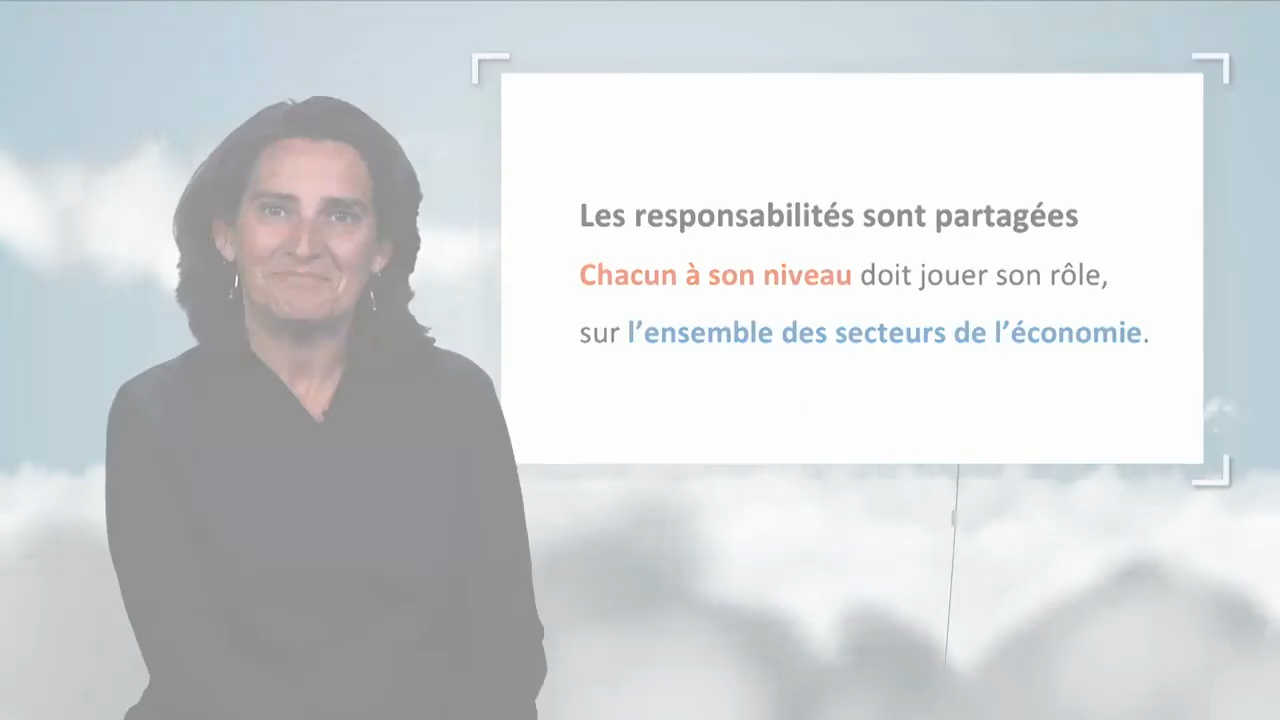 Les responsabilités sont partagées
Chacun à son niveau doit jouer son rôle,
sur l’ensemble des secteurs de l’économie.